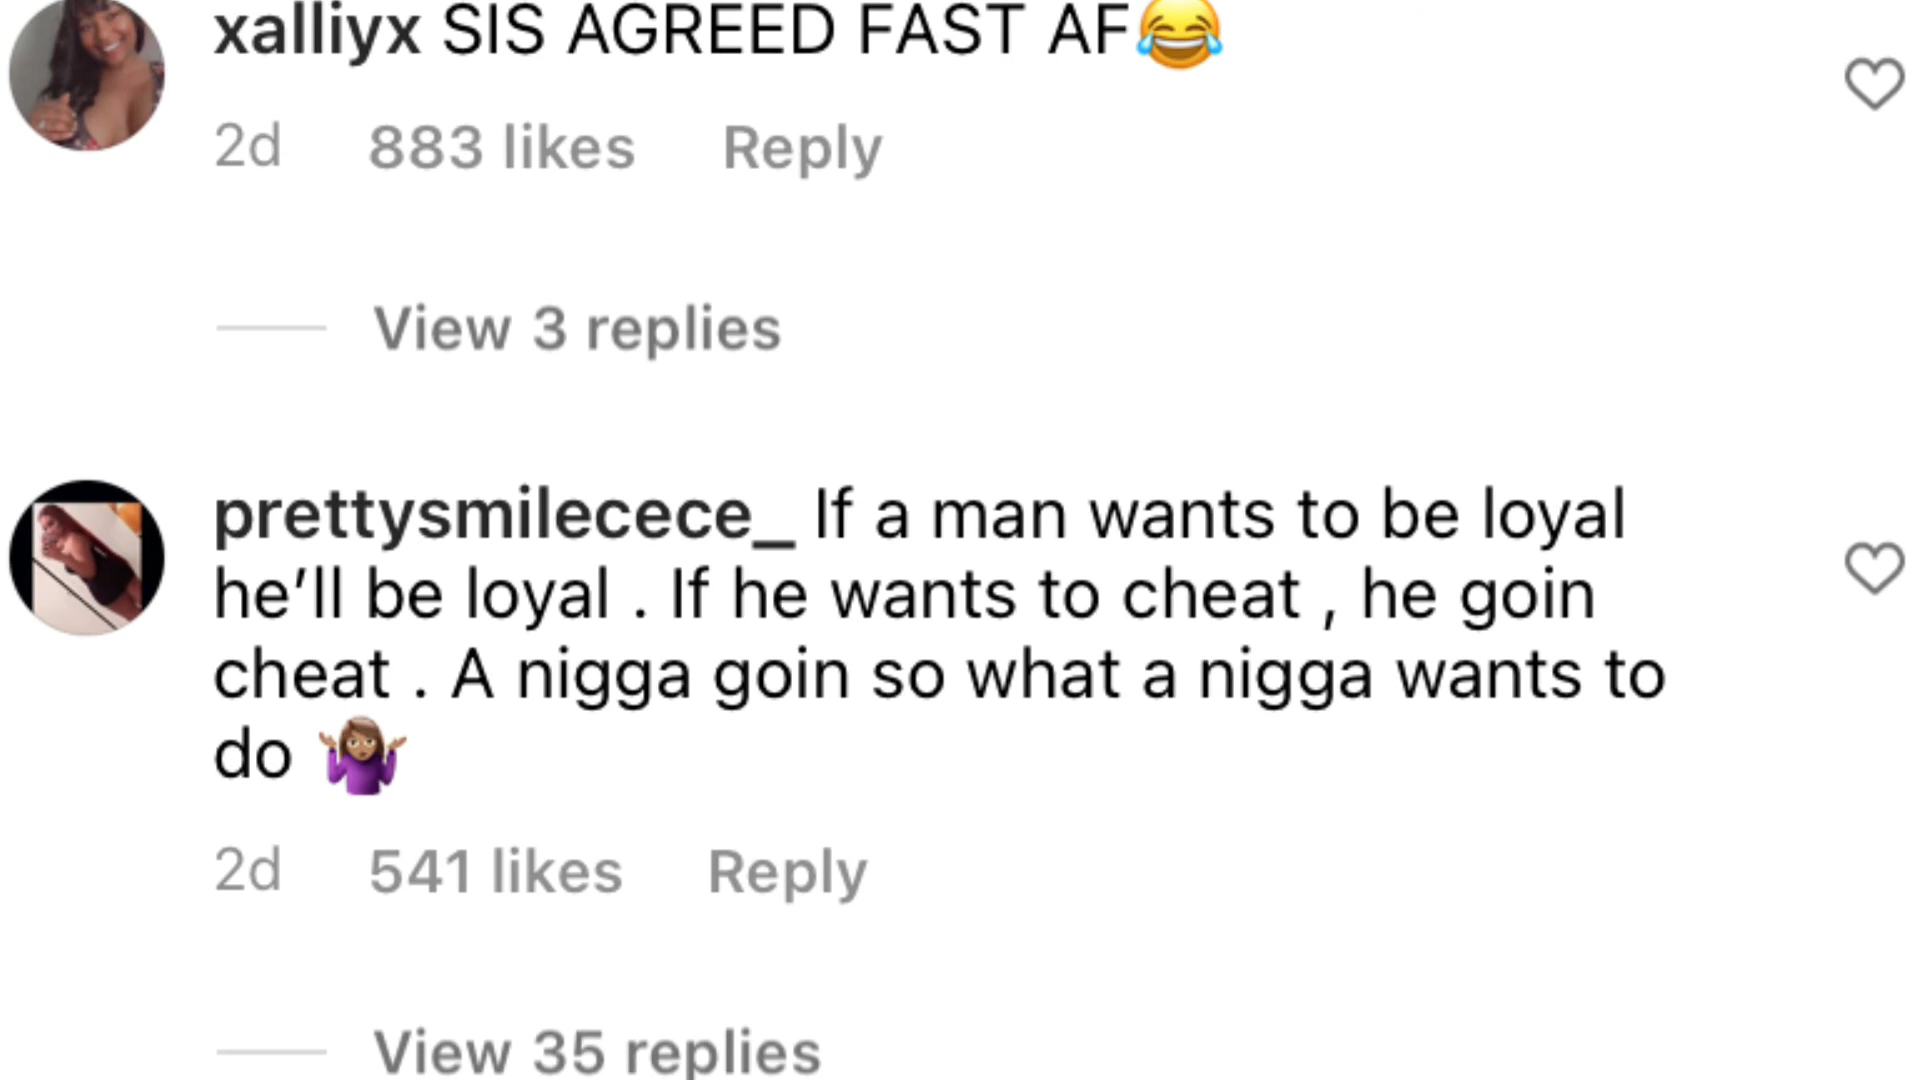 xalliyx SIS AGREED FAST AF😂
2d 883 likes Reply
View 3 replies
prettysmilecece_ If a man wants to be loyal
he’ll be loyal . If he wants to cheat , he goin
cheat . A nigga goin so what a nigga wants to
do 🤷🏽‍♀️
2d 541 likes Reply
View 35 replies